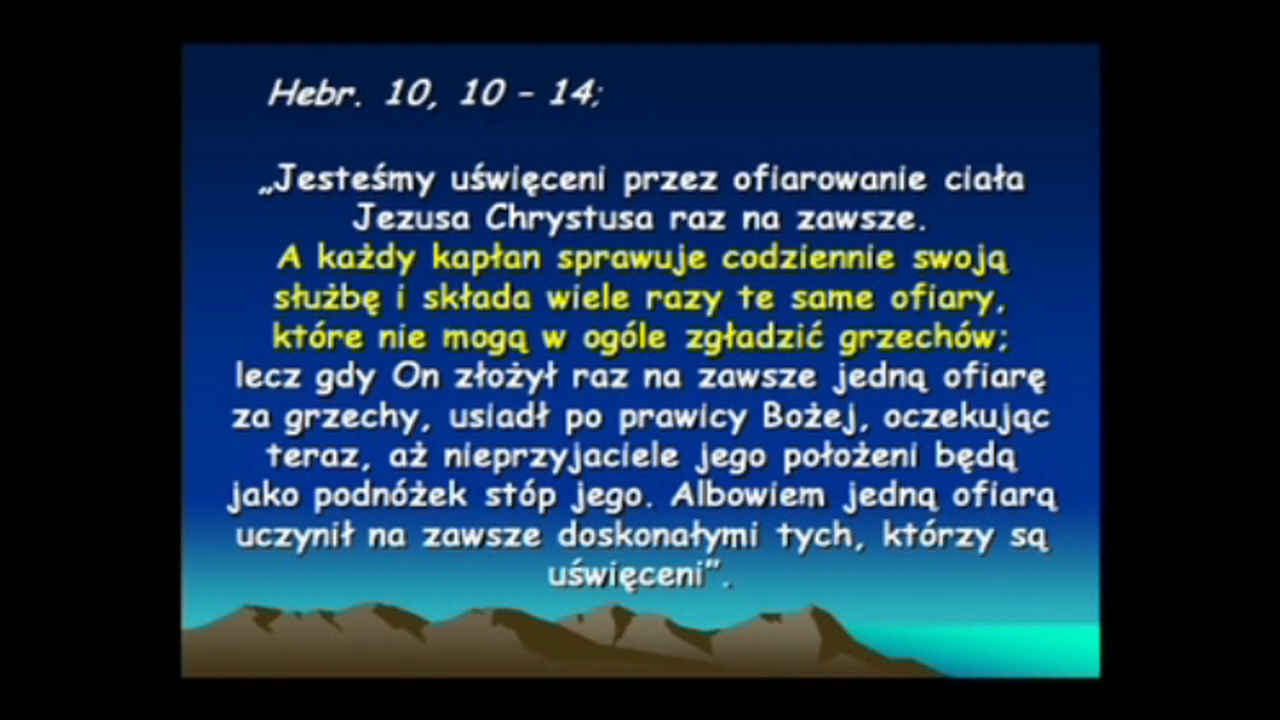 Hebr. 10, 10 - 14;
„Jesteśmy uświęceni przez ofiarowanie ciała
Jezusa Chrystusa raz na zawsze.
A każdy kapłan sprawuje codziennie swoją
służbę i składa wiele razy te same ofiary,
które nie mogą w ogóle zgładzić grzechów;
lecz gdy On złożył raz na zawsze jedną ofiarę
za grzechy, usiadł po prawicy Bożej, oczekując
teraz, aż nieprzyjaciele jego położeni będą
jako podnóżek stóp jego. Albowiem jedną ofiarą
uczynił na zawsze doskonałymi tych, którzy są
uświęceni".